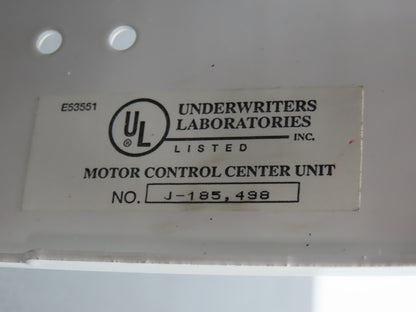 E53551
UL
®
UNDERWRITERS
LABORATORIES
INC.
LISTED
MOTOR CONTROL CENTER UNIT
NO. J-185,498